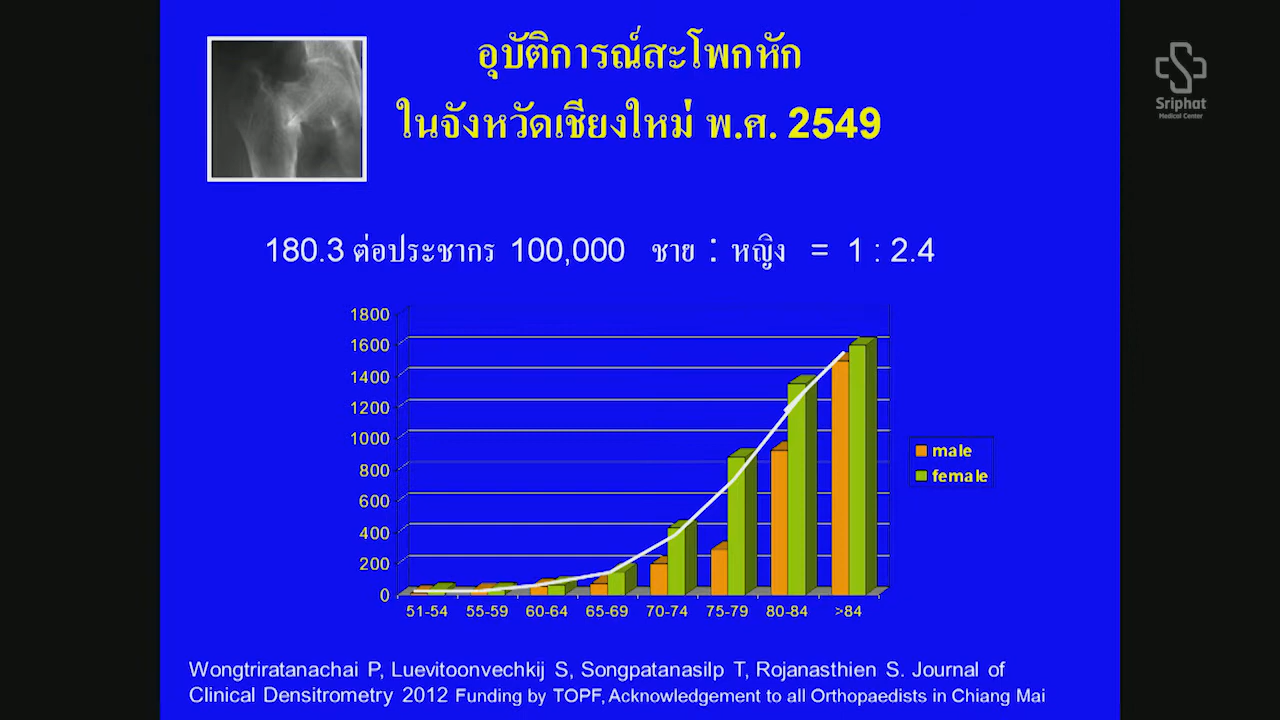 อุบัติการณ์สะโพกหัก
ในจังหวัดเชียงใหม่ พ.ศ. 2549
Sriphat
Medical Center
180.3 ต่อประชากร 100,000 ชาย : หญิง = 1 : 2.4
1800
1600
1400
1200
1000
800
600
400
200
0
51-54 55-59 60-64 65-69 70-74 75-79 80-84 >84
male
female
Wongtriratanachai P, Luevitoonvechkij S, Songpatanasilp T, Rojanasthien S. Journal of
Clinical Densitrometry 2012 Funding by TOPF, Acknowledgement to all Orthopaedists in Chiang Mai